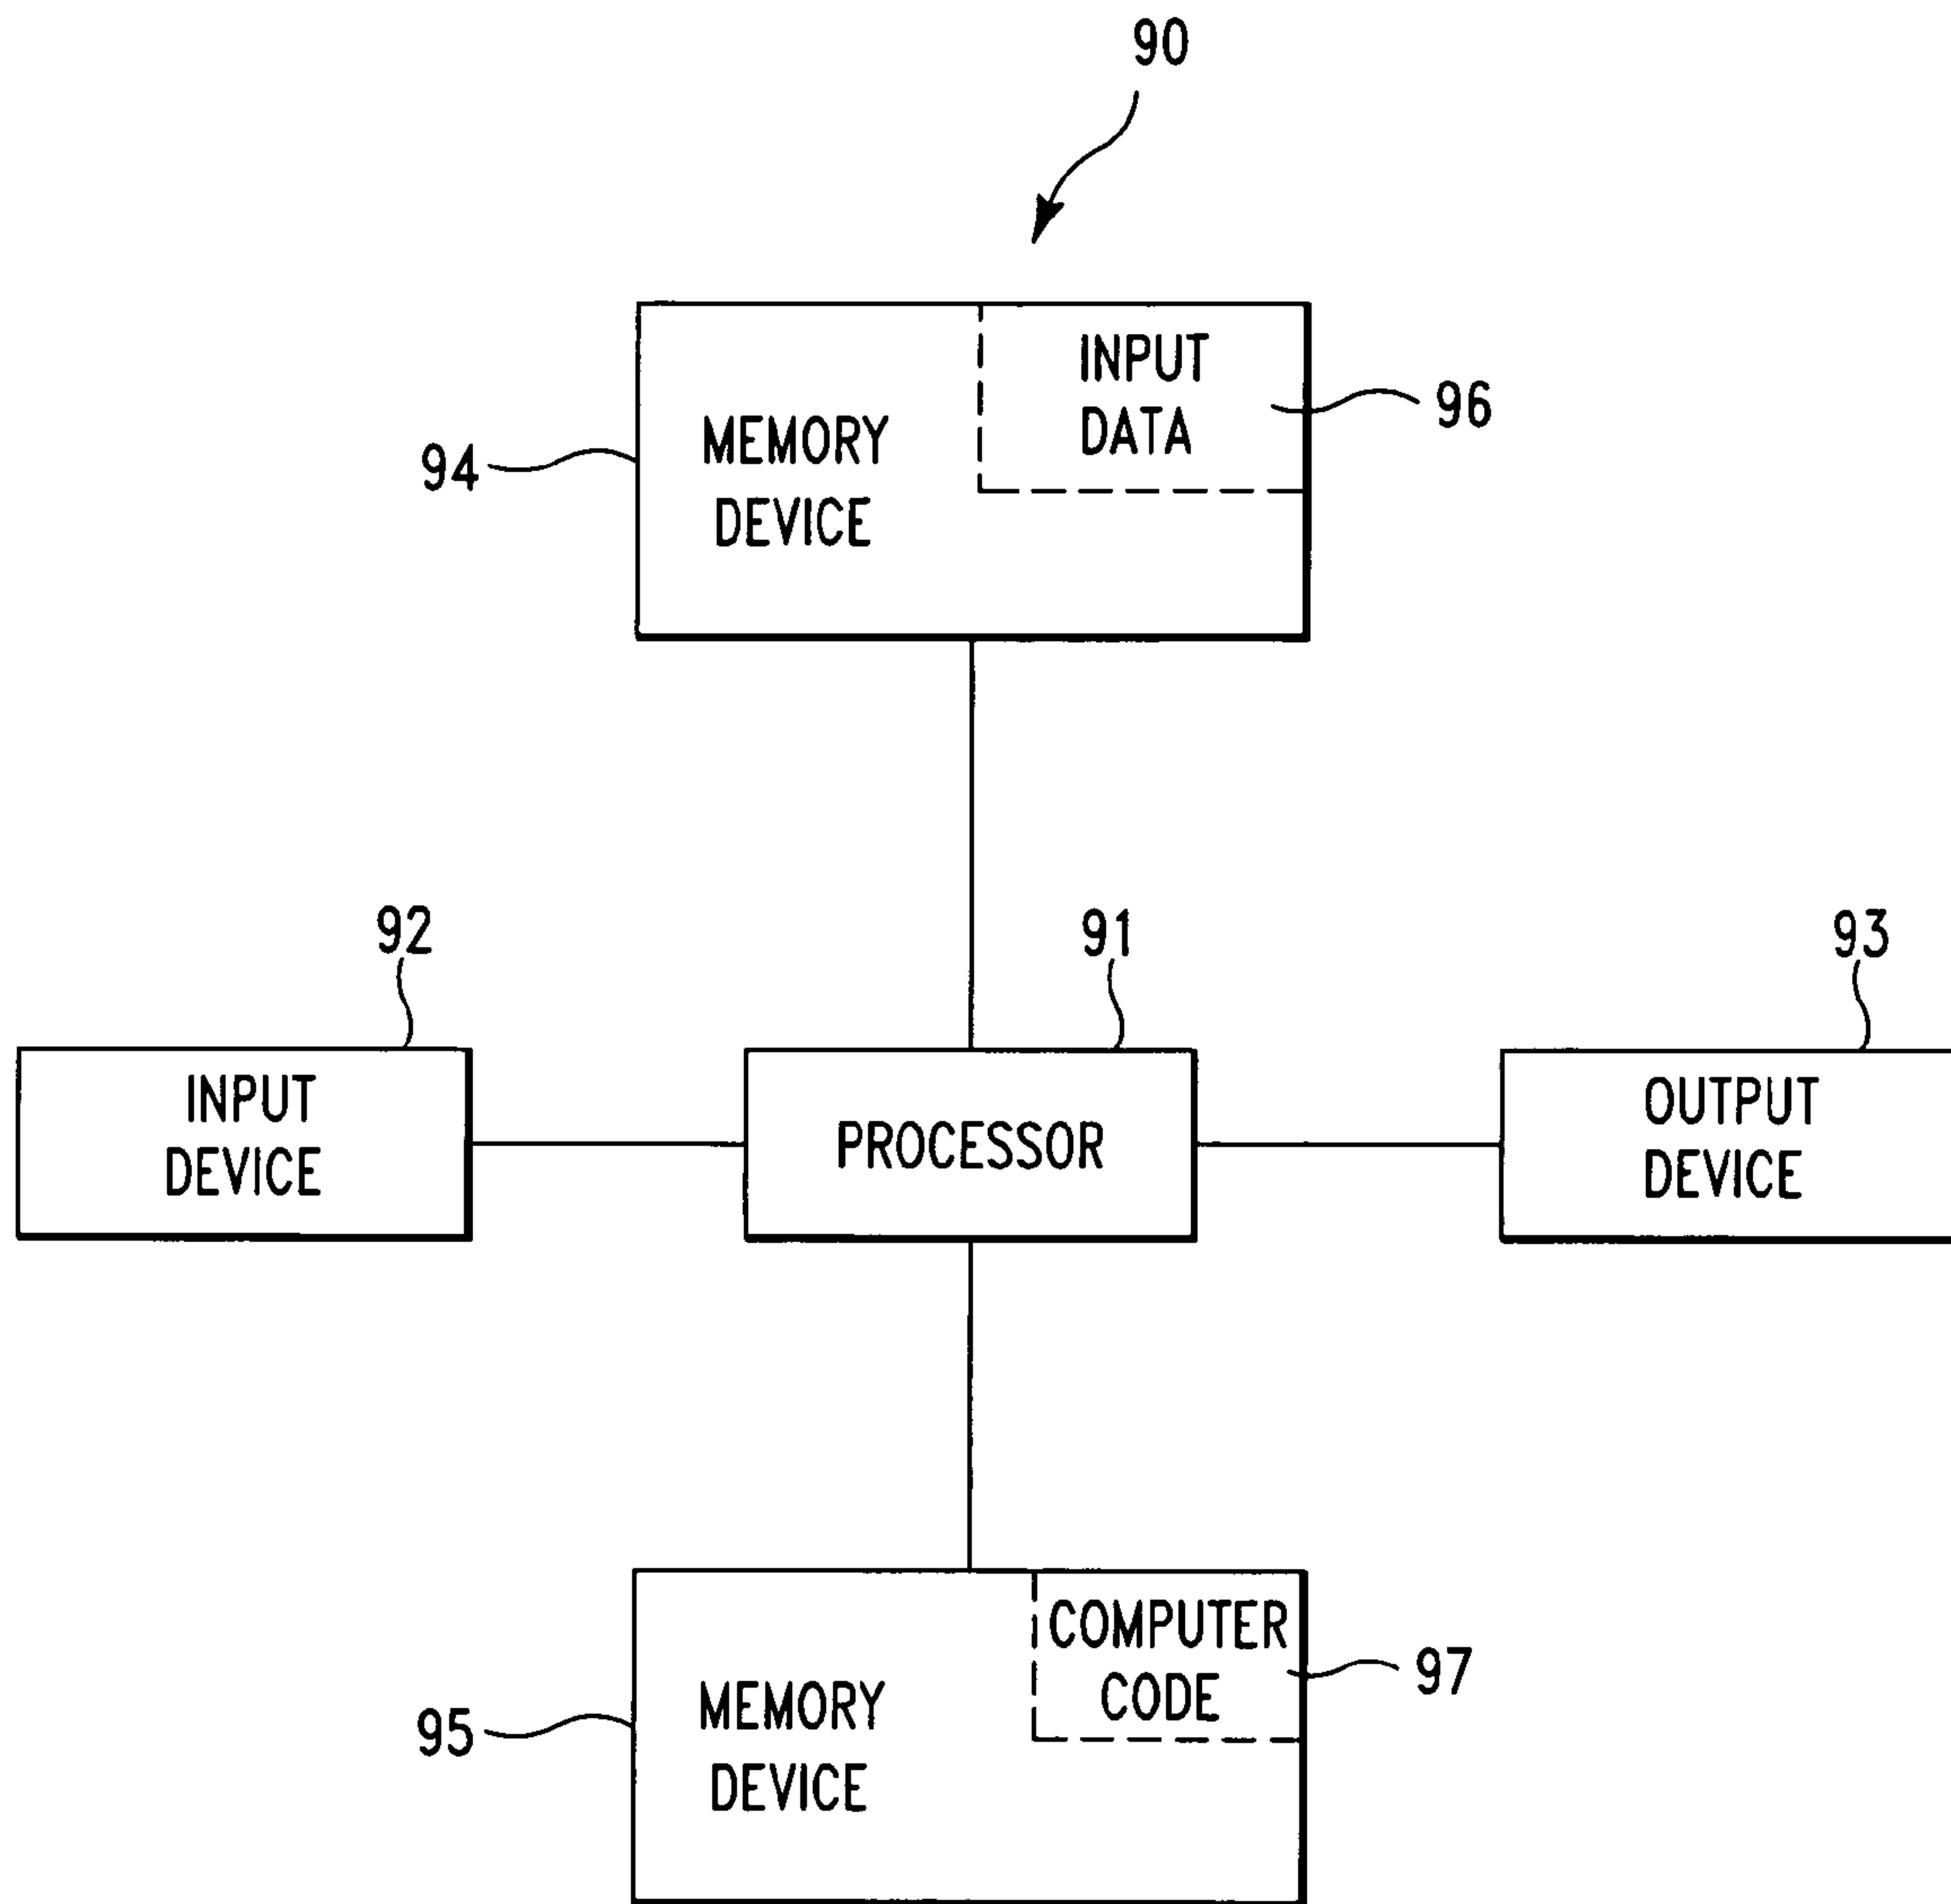 90
INPUT
DATA
96
MEMORY
DEVICE
94
92
91
93
INPUT
DEVICE
PROCESSOR
OUTPUT
DEVICE
COMPUTER
CODE
97
MEMORY
DEVICE
95